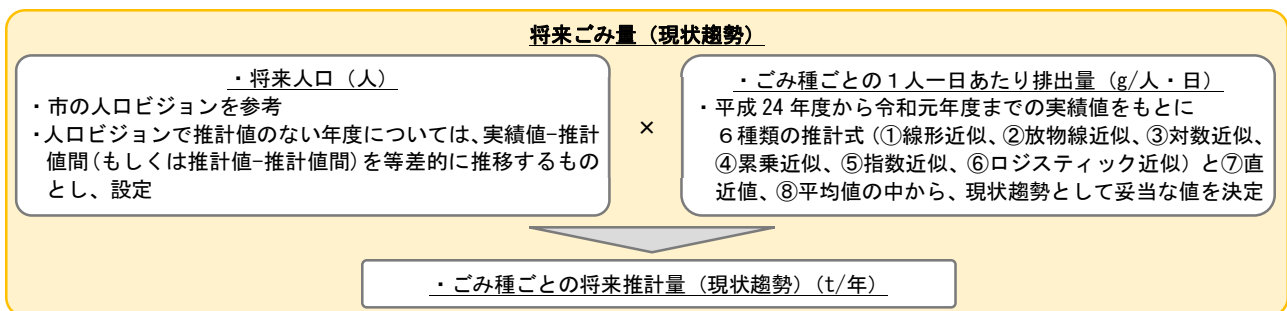 将来ごみ量（現状趨勢）
・将来人口（人）
・市の人口ビジョンを参考
・人口ビジョンで推計値のない年度については、実績値-推計
値間（もしくは推計値-推計値間）を等差的に推移するもの
とし、設定
×
・ごみ種ごとの１人一日あたり排出量（g/人・日）
・平成 24 年度から令和元年度までの実績値をもとに
６種類の推計式（①線形近似、②放物線近似、③対数近似、
④累乗近似、⑤指数近似、⑥ロジスティック近似）と⑦直
近値、⑧平均値の中から、現状趨勢として妥当な値を決定
・ごみ種ごとの将来推計量（現状趨勢）（t/年）